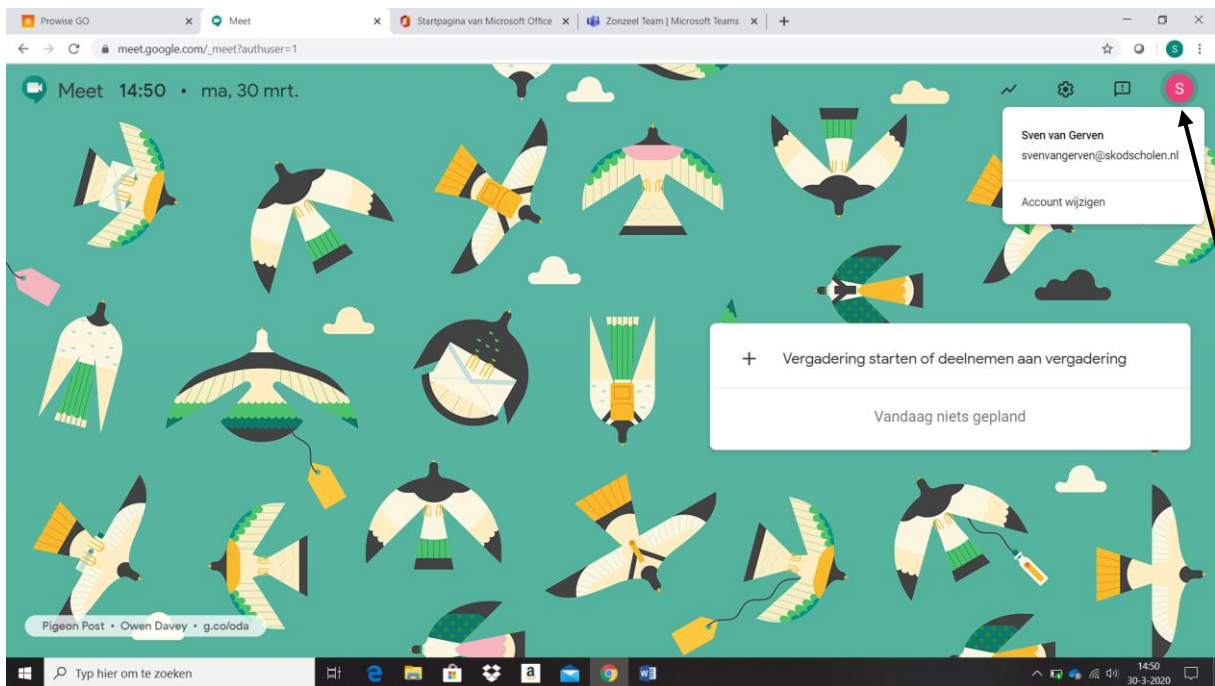 Prowise GO
Meet
Startpagina van Microsoft Office
Zonzeel Team | Microsoft Teams
meet.google.com/_meet?authuser=1
S
Meet 14:50 • ma, 30 mrt.
S
Sven van Gerven
svenvangerven@skodscholen.nl
Account wijzigen
+ Vergadering starten of deelnemen aan vergadering
Vandaag niets gepland
Pigeon Post • Owen Davey • g.co/oda
Typ hier om te zoeken
a
W
14:50
30-3-2020